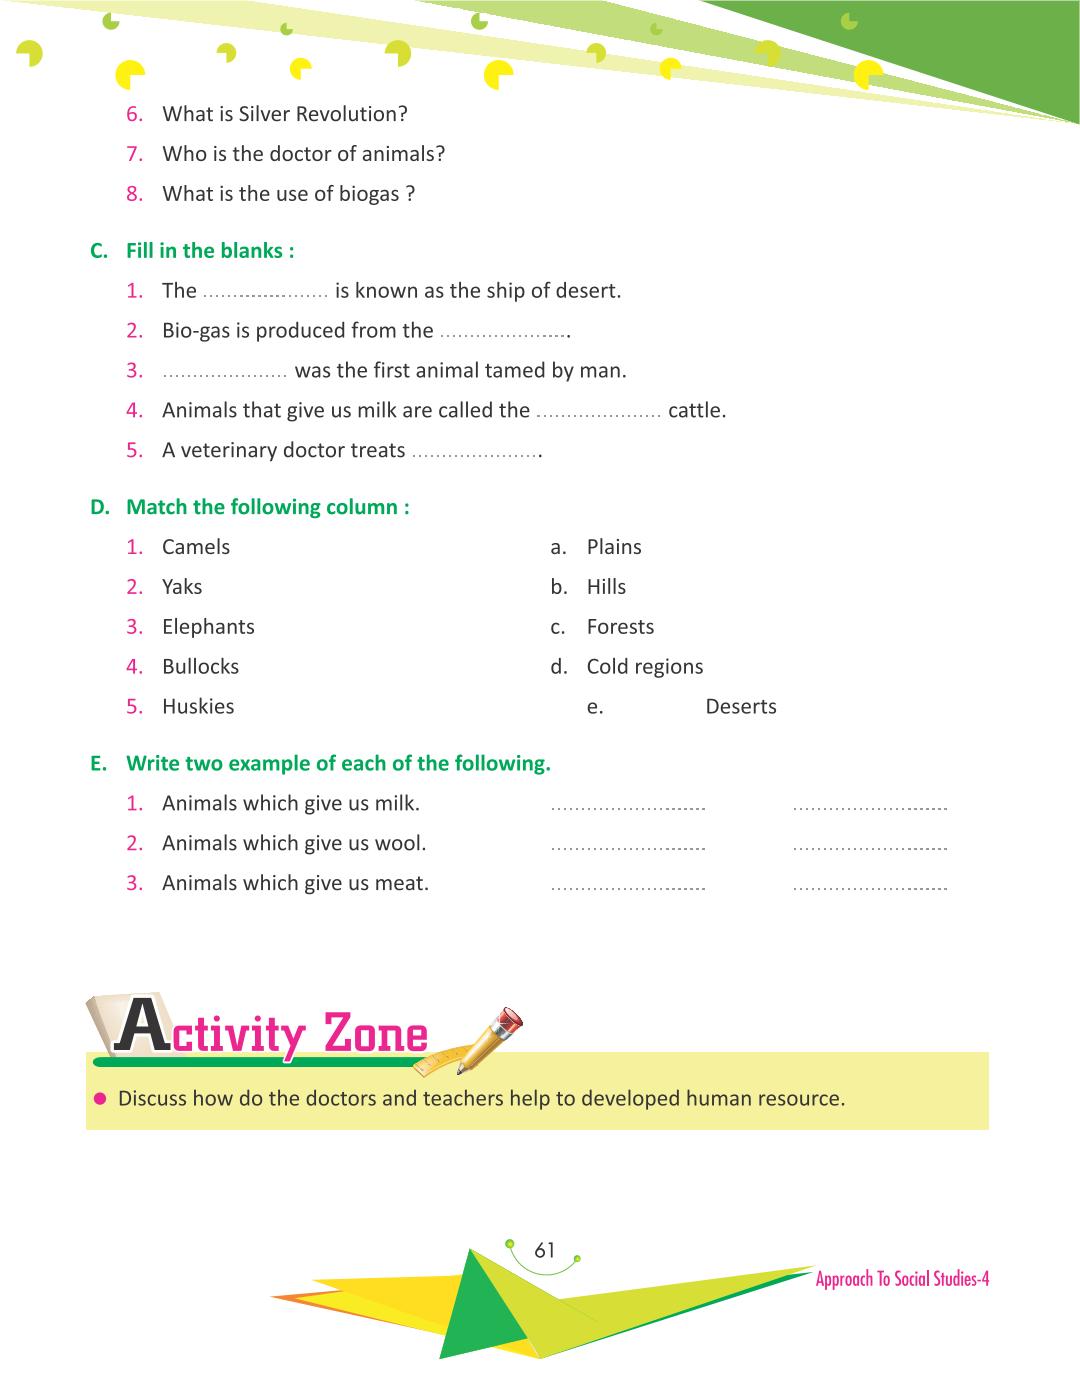 6. What is Silver Revolution?
7. Who is the doctor of animals?
8. What is the use of biogas ?
C. Fill in the blanks :
1. The ..................... is known as the ship of desert.
2. Bio-gas is produced from the ......................
3. ..................... was the first animal tamed by man.
4. Animals that give us milk are called the ..................... cattle.
5. A veterinary doctor treats ......................
D. Match the following column :
1. Camels a. Plains
2. Yaks b. Hills
3. Elephants c. Forests
4. Bullocks d. Cold regions
5. Huskies e. Deserts
E. Write two example of each of the following.
1. Animals which give us milk. .......................... ..........................
2. Animals which give us wool. .......................... ..........................
3. Animals which give us meat. .......................... ..........................
Activity Zone
● Discuss how do the doctors and teachers help to developed human resource.
61
Approach To Social Studies-4